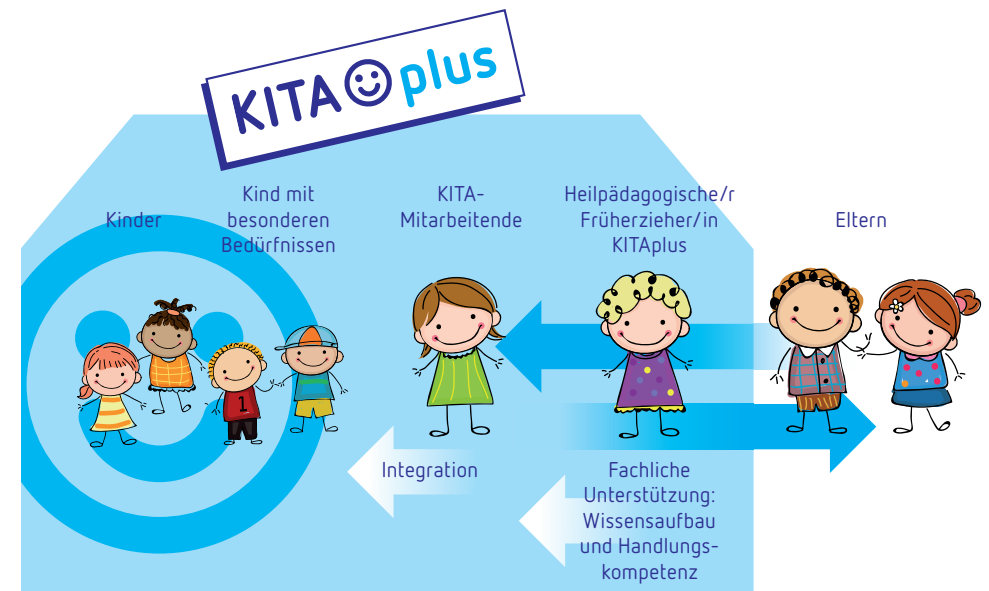 KITA plus
Kinder
Kind mit
besonderen
Bedürfnissen
KITA-
Mitarbeitende
Heilpädagogische/r
Früherzieher/in
KITAplus
Eltern
1
Integration
Fachliche
Unterstützung:
Wissensaufbau
und Handlungs-
kompetenz